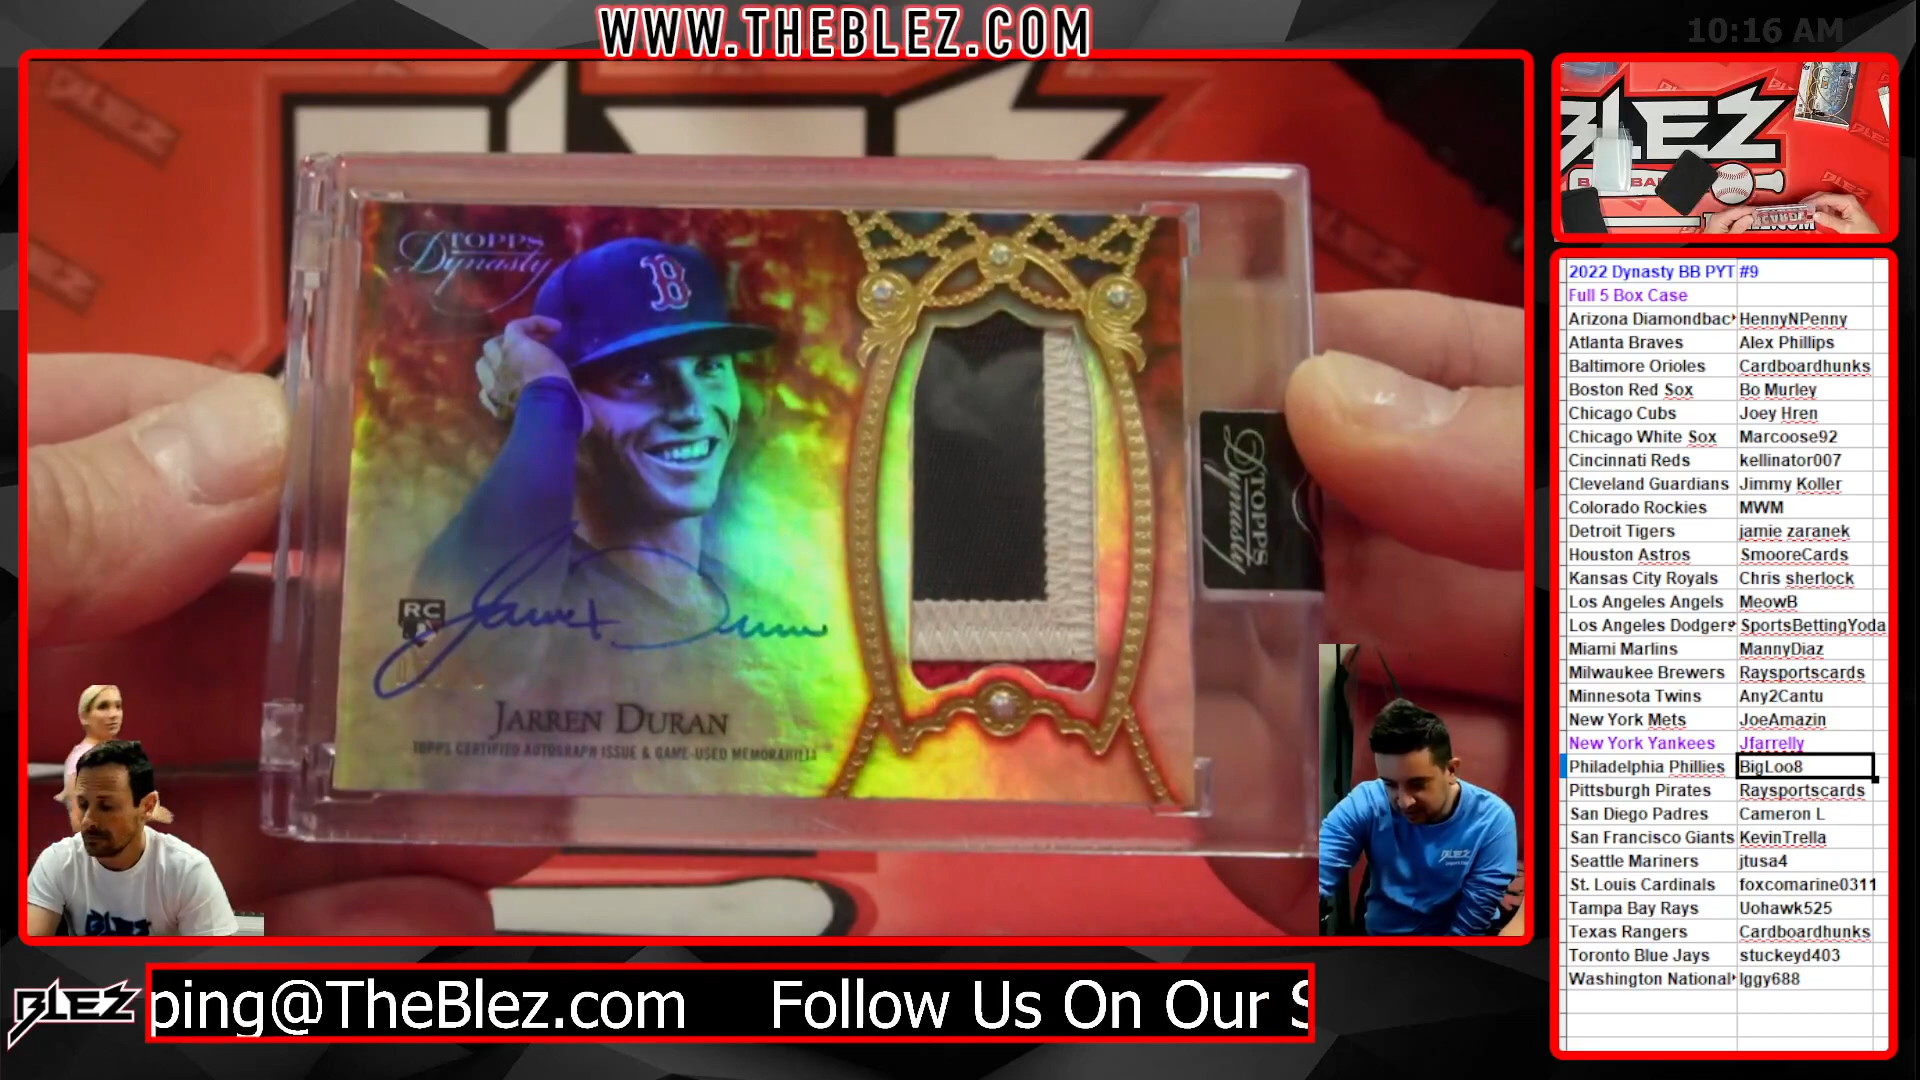 WWW.THEBLEZ.COM
10:16 AM
BLEZ
TOPPS
Dynasty
B
RC
Jarren Duran
JARREN DURAN
TOPPS CERTIFIED AUTOGRAPH ISSUE & GAME-USED MEMORABILIA
TOPPS
Dynasty
BLEZ
2022 Dynasty BB PYT #9
Full 5 Box Case
Arizona Diamondbac HennyNPenny
Atlanta Braves Alex Phillips
Baltimore Orioles Cardboardhunks
Boston Red Sox Bo Murley
Chicago Cubs Joey Hren
Chicago White Sox Marcoose92
Cincinnati Reds kellinator007
Cleveland Guardians Jimmy Koller
Colorado Rockies MWM
Detroit Tigers jamie zaranek
Houston Astros SmooreCards
Kansas City Royals Chris sherlock
Los Angeles Angels MeowB
Los Angeles Dodgers SportsBettingYoda
Miami Marlins MannyDiaz
Milwaukee Brewers Raysportscards
Minnesota Twins Any2Cantu
New York Mets JoeAmazin
New York Yankees Jfarrelly
Philadelphia Phillies BigLoo8
Pittsburgh Pirates Raysportscards
San Diego Padres Cameron L
San Francisco Giants KevinTrella
Seattle Mariners jtusa4
St. Louis Cardinals foxcomarine0311
Tampa Bay Rays Uohawk525
Texas Rangers Cardboardhunks
Toronto Blue Jays stuckeyd403
Washington National Iggy688
BLEZ
ping@TheBlez.com Follow Us On Our S